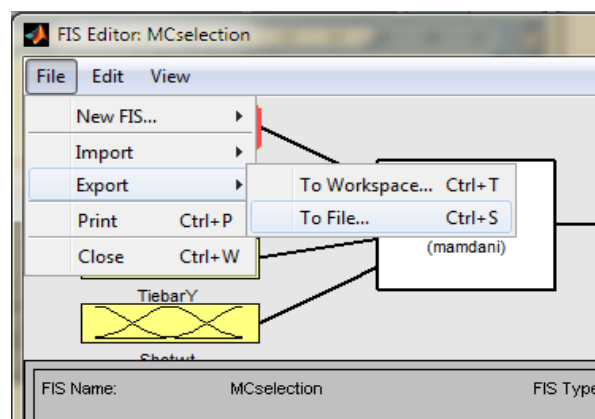 FIS Editor: MCselection
File Edit View
New FIS...
Import
Export
To Workspace... Ctrl+T
Print Ctrl+P
To File... Ctrl+S
Close Ctrl+W
(mamdani)
TiebarY
Shotwt
FIS Name: MCselection FIS Type